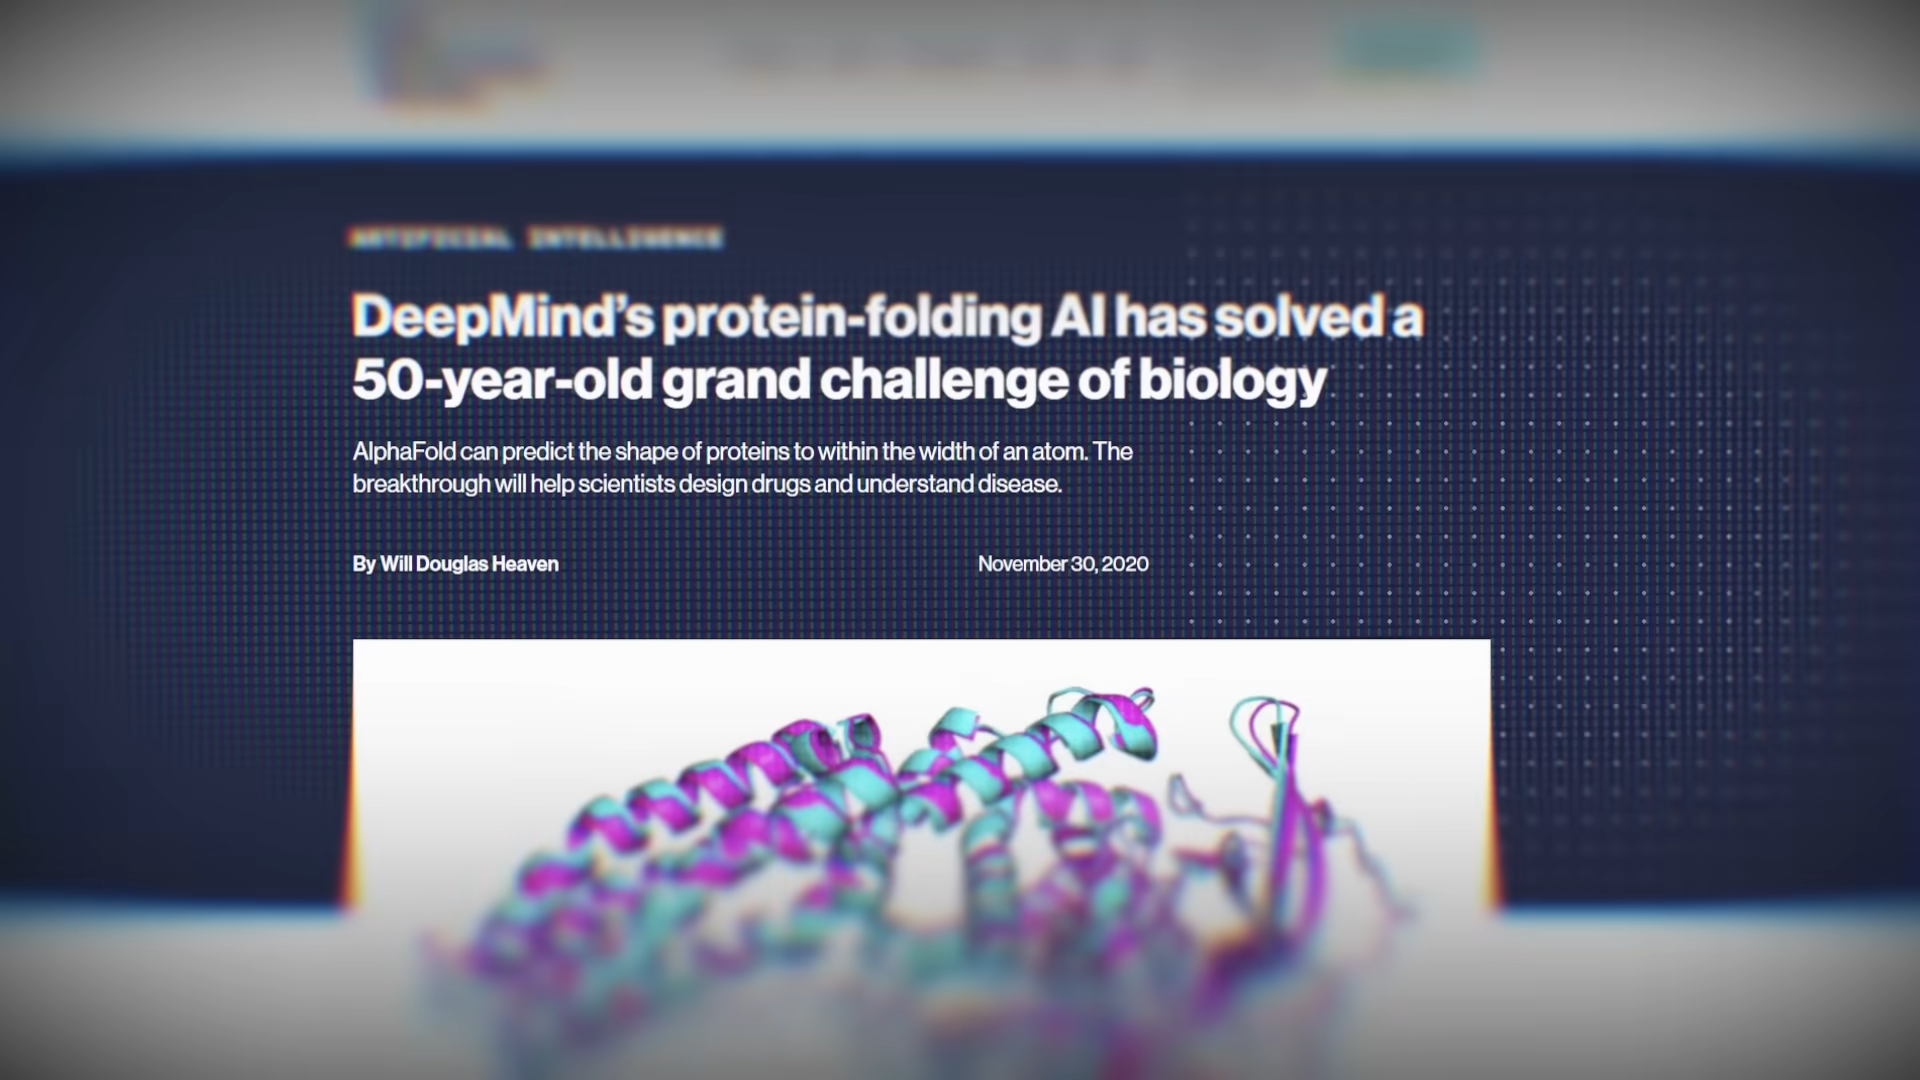 ARTIFICIAL INTELLIGENCE
DeepMind's protein-folding AI has solved a
50-year-old grand challenge of biology
AlphaFold can predict the shape of proteins to within the width of an atom. The
breakthrough will help scientists design drugs and understand disease.
By Will Douglas Heaven
November 30, 2020